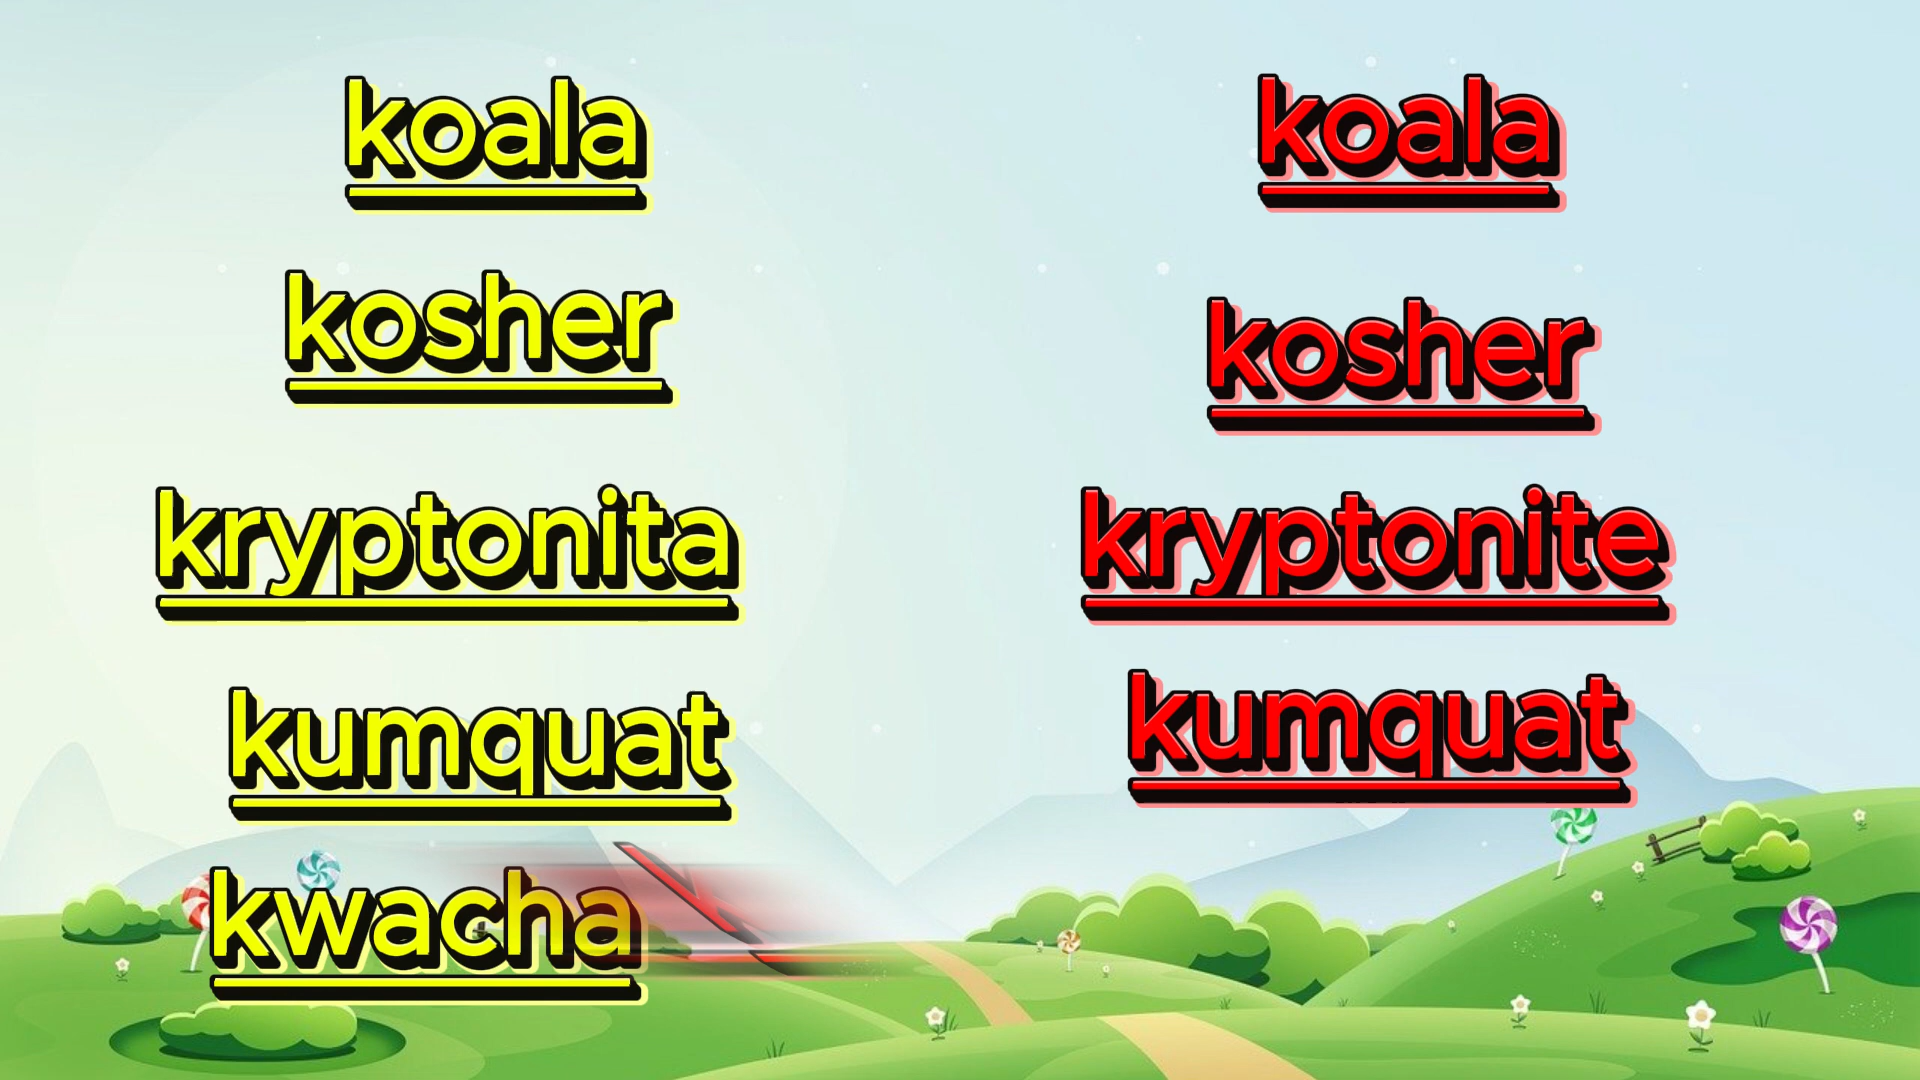 koala koala
kosher kosher
kryptonita kryptonite
kumquat kumquat
kwacha